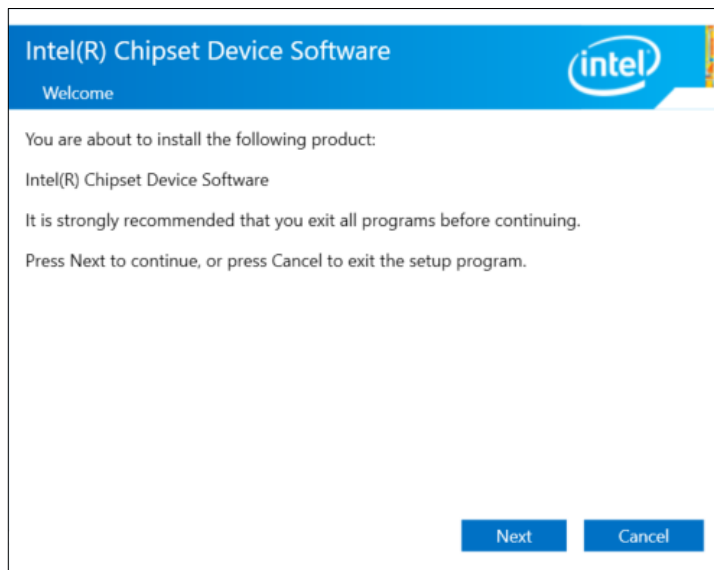 Intel(R) Chipset Device Software
intel
Welcome
You are about to install the following product:
Intel(R) Chipset Device Software
It is strongly recommended that you exit all programs before continuing.
Press Next to continue, or press Cancel to exit the setup program.
Next
Cancel